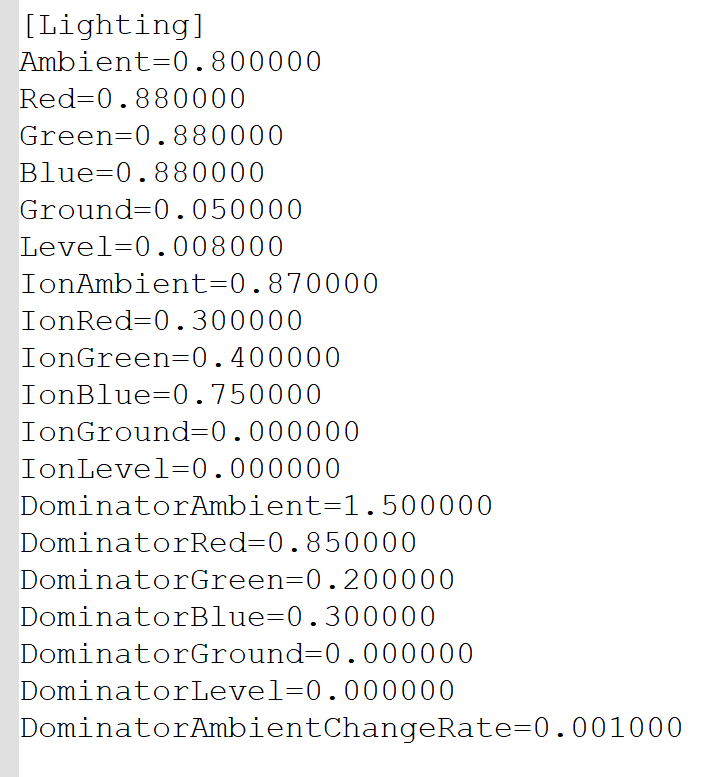 [Lighting]
Ambient=0.800000
Red=0.880000
Green=0.880000
Blue=0.880000
Ground=0.050000
Level=0.008000
IonAmbient=0.870000
IonRed=0.300000
IonGreen=0.400000
IonBlue=0.750000
IonGround=0.000000
IonLevel=0.000000
DominatorAmbient=1.500000
DominatorRed=0.850000
DominatorGreen=0.200000
DominatorBlue=0.300000
DominatorGround=0.000000
DominatorLevel=0.000000
DominatorAmbientChangeRate=0.001000